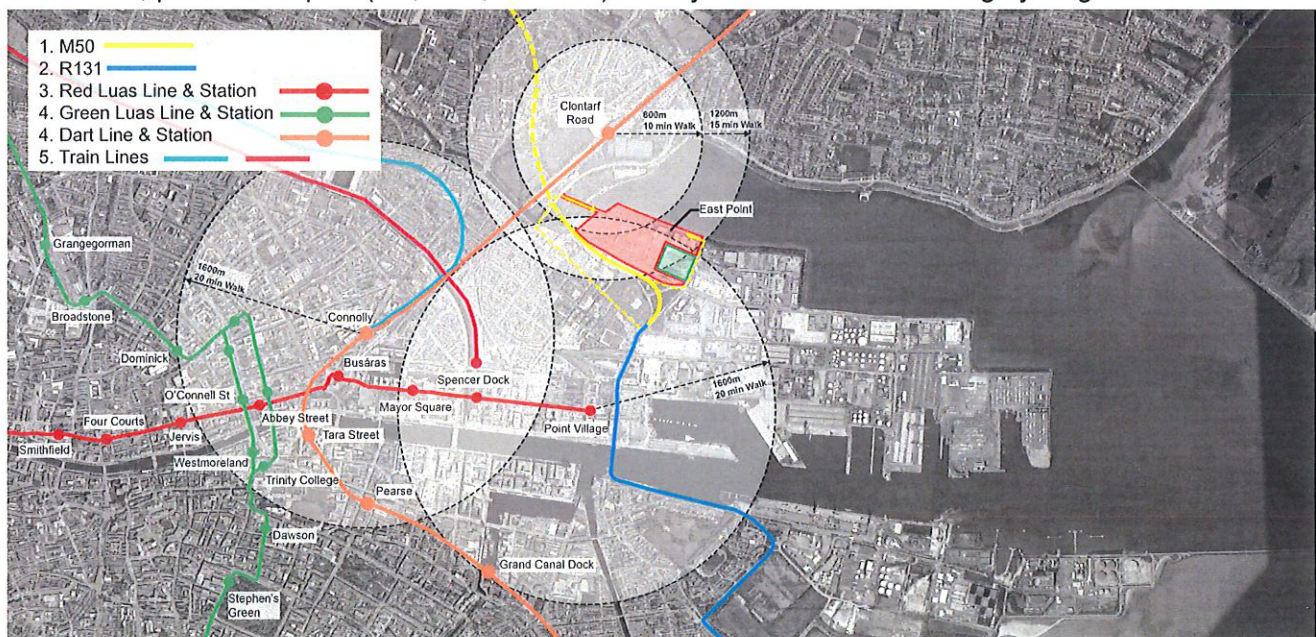 1. M50
2. R131
3. Red Luas Line & Station
4. Green Luas Line & Station
4. Dart Line & Station
5. Train Lines
Clontarf
Road
600m
10 min Walk
1200m
15 min Walk
East Point
Grangegorman
1600m
20 min Walk
Broadstone
Connolly
Dominick
Busáras
Spencer Dock
O'Connell St
Mayor Square
1600m
20 min Walk
Abbey Street
Four Courts
Point Village
Jervis
Tara Street
Smithfield
Westmoreland
Trinity College
Pearse
Dawson
Grand Canal Dock
Stephen's
Green